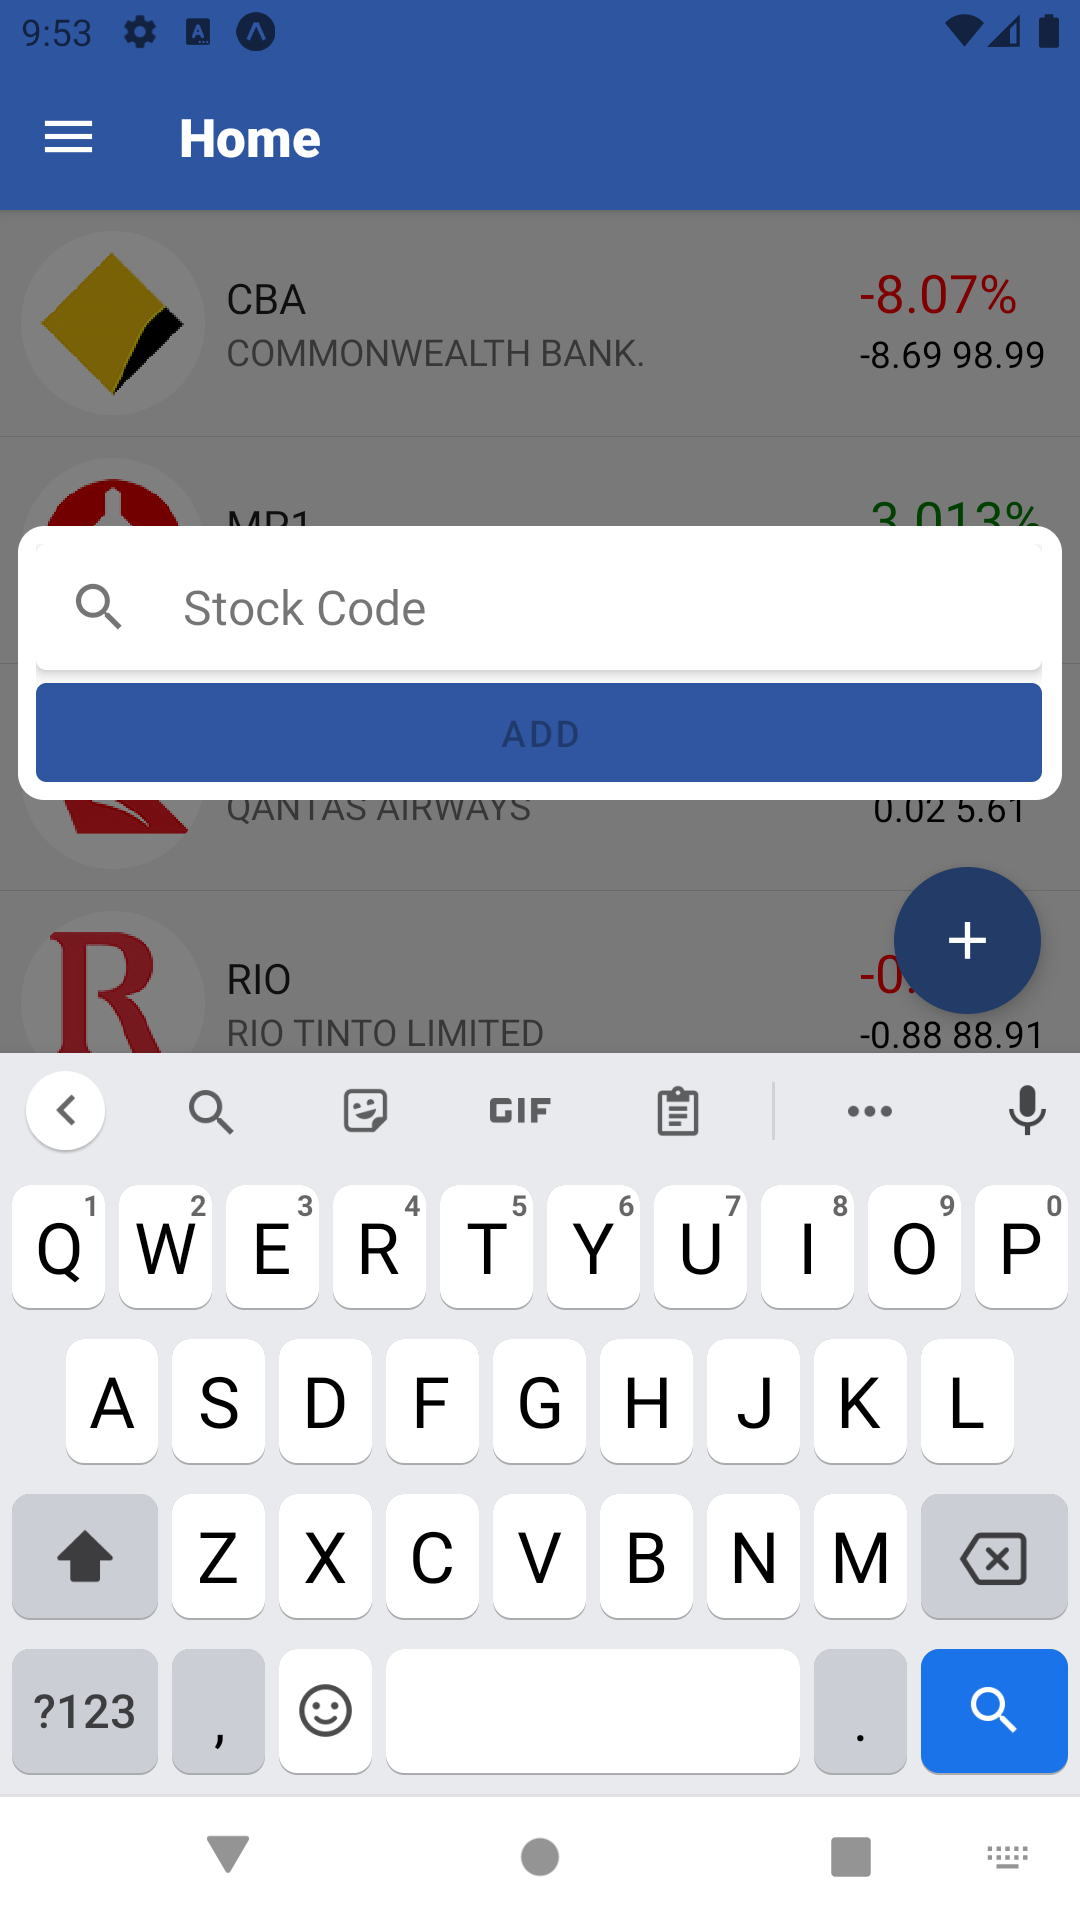 9:53
Home
CBA
-8.07%
COMMONWEALTH BANK.
-8.69 98.99
MP1
3.013%
Stock Code
ADD
QANTAS AIRWAYS
0.02 5.61
RIO
-0.
RIO TINTO LIMITED
-0.88 88.91
GIF
1 2 3 4 5 6 7 8 9 0
Q W E R T Y U I O P
A S D F G H J K L
Z X C V B N M
?123 , .